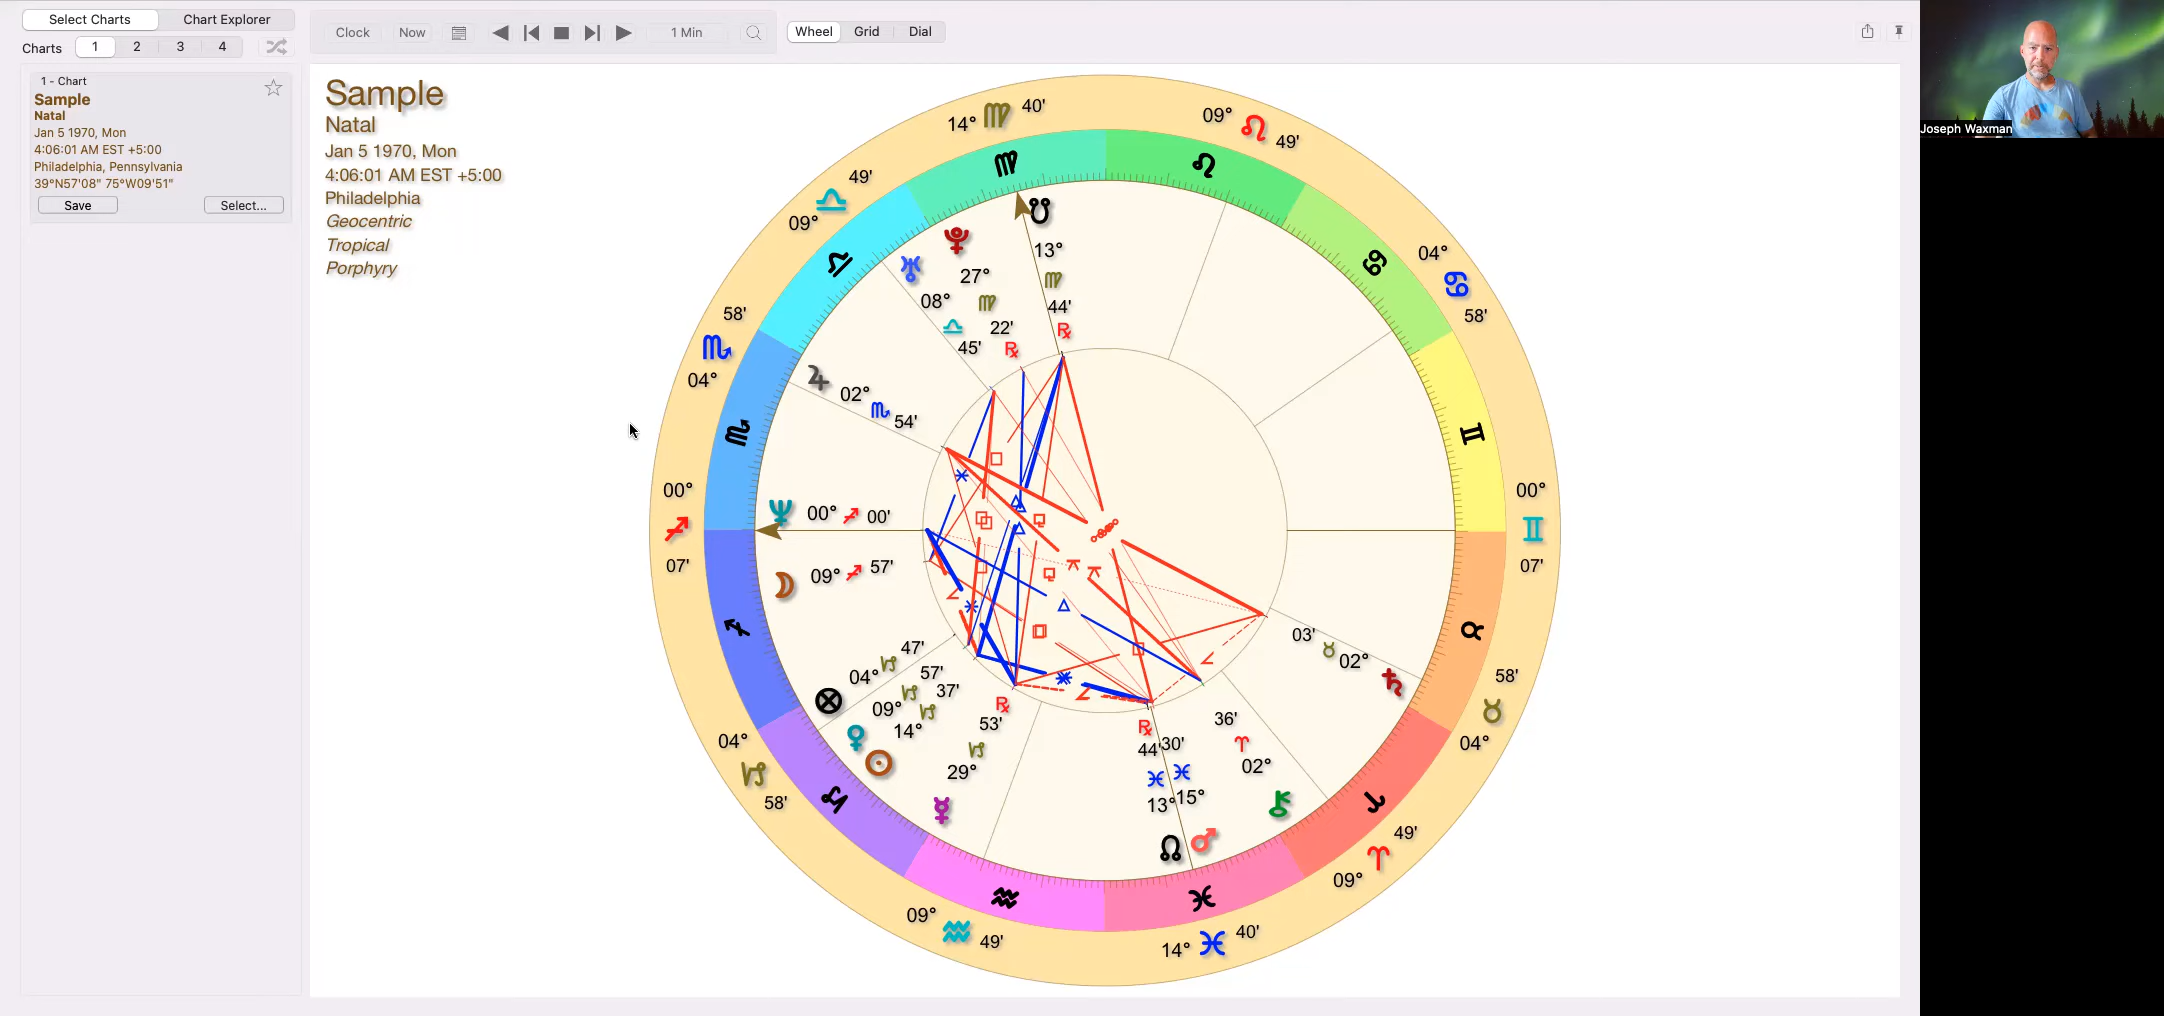 Select Charts Chart Explorer
Charts 1 2 3 4
1 - Chart
Sample
Natal
Jan 5 1970, Mon
4:06:01 AM EST +5:00
Philadelphia, Pennsylvania
39°N57'08" 75°W09'51"
Save Select...
Clock Now 1 Min Wheel Grid Dial
Sample
Natal
Jan 5 1970, Mon
4:06:01 AM EST +5:00
Philadelphia
Geocentric
Tropical
Porphyry
14° ♍ 40'
09° ♌ 49'
09° ♎ 49'
04° ♋ 58'
58' ♏ 04°
00° ♐ 07'
00° ♊ 07'
04° ♑ 58'
58' ♉ 04°
09° ♒ 49'
14° ♓ 40'
09° ♈ 49'
♍ ♌ ♎ ♋ ♏ ♊ ♐ ♉ ♑ ♈ ♒ ♓
☋ 13° ♍ 44' ℞
♇ 27° ♍ 22' ℞
♅ 08° ♎ 45'
♃ 02° ♏ 54'
♆ 00° ♐ 00'
☽ 09° ♐ 57'
⊗ 04° ♑ 47'
♀ 09° ♑ 57'
☉ 14° ♑ 37'
☿ 29° ♑ 53' ℞
☊ 13° ♓ 44' ℞
♂ 15° ♓ 30'
⚷ 02° ♈ 36'
♄ 02° ♉ 03'
Joseph Waxman